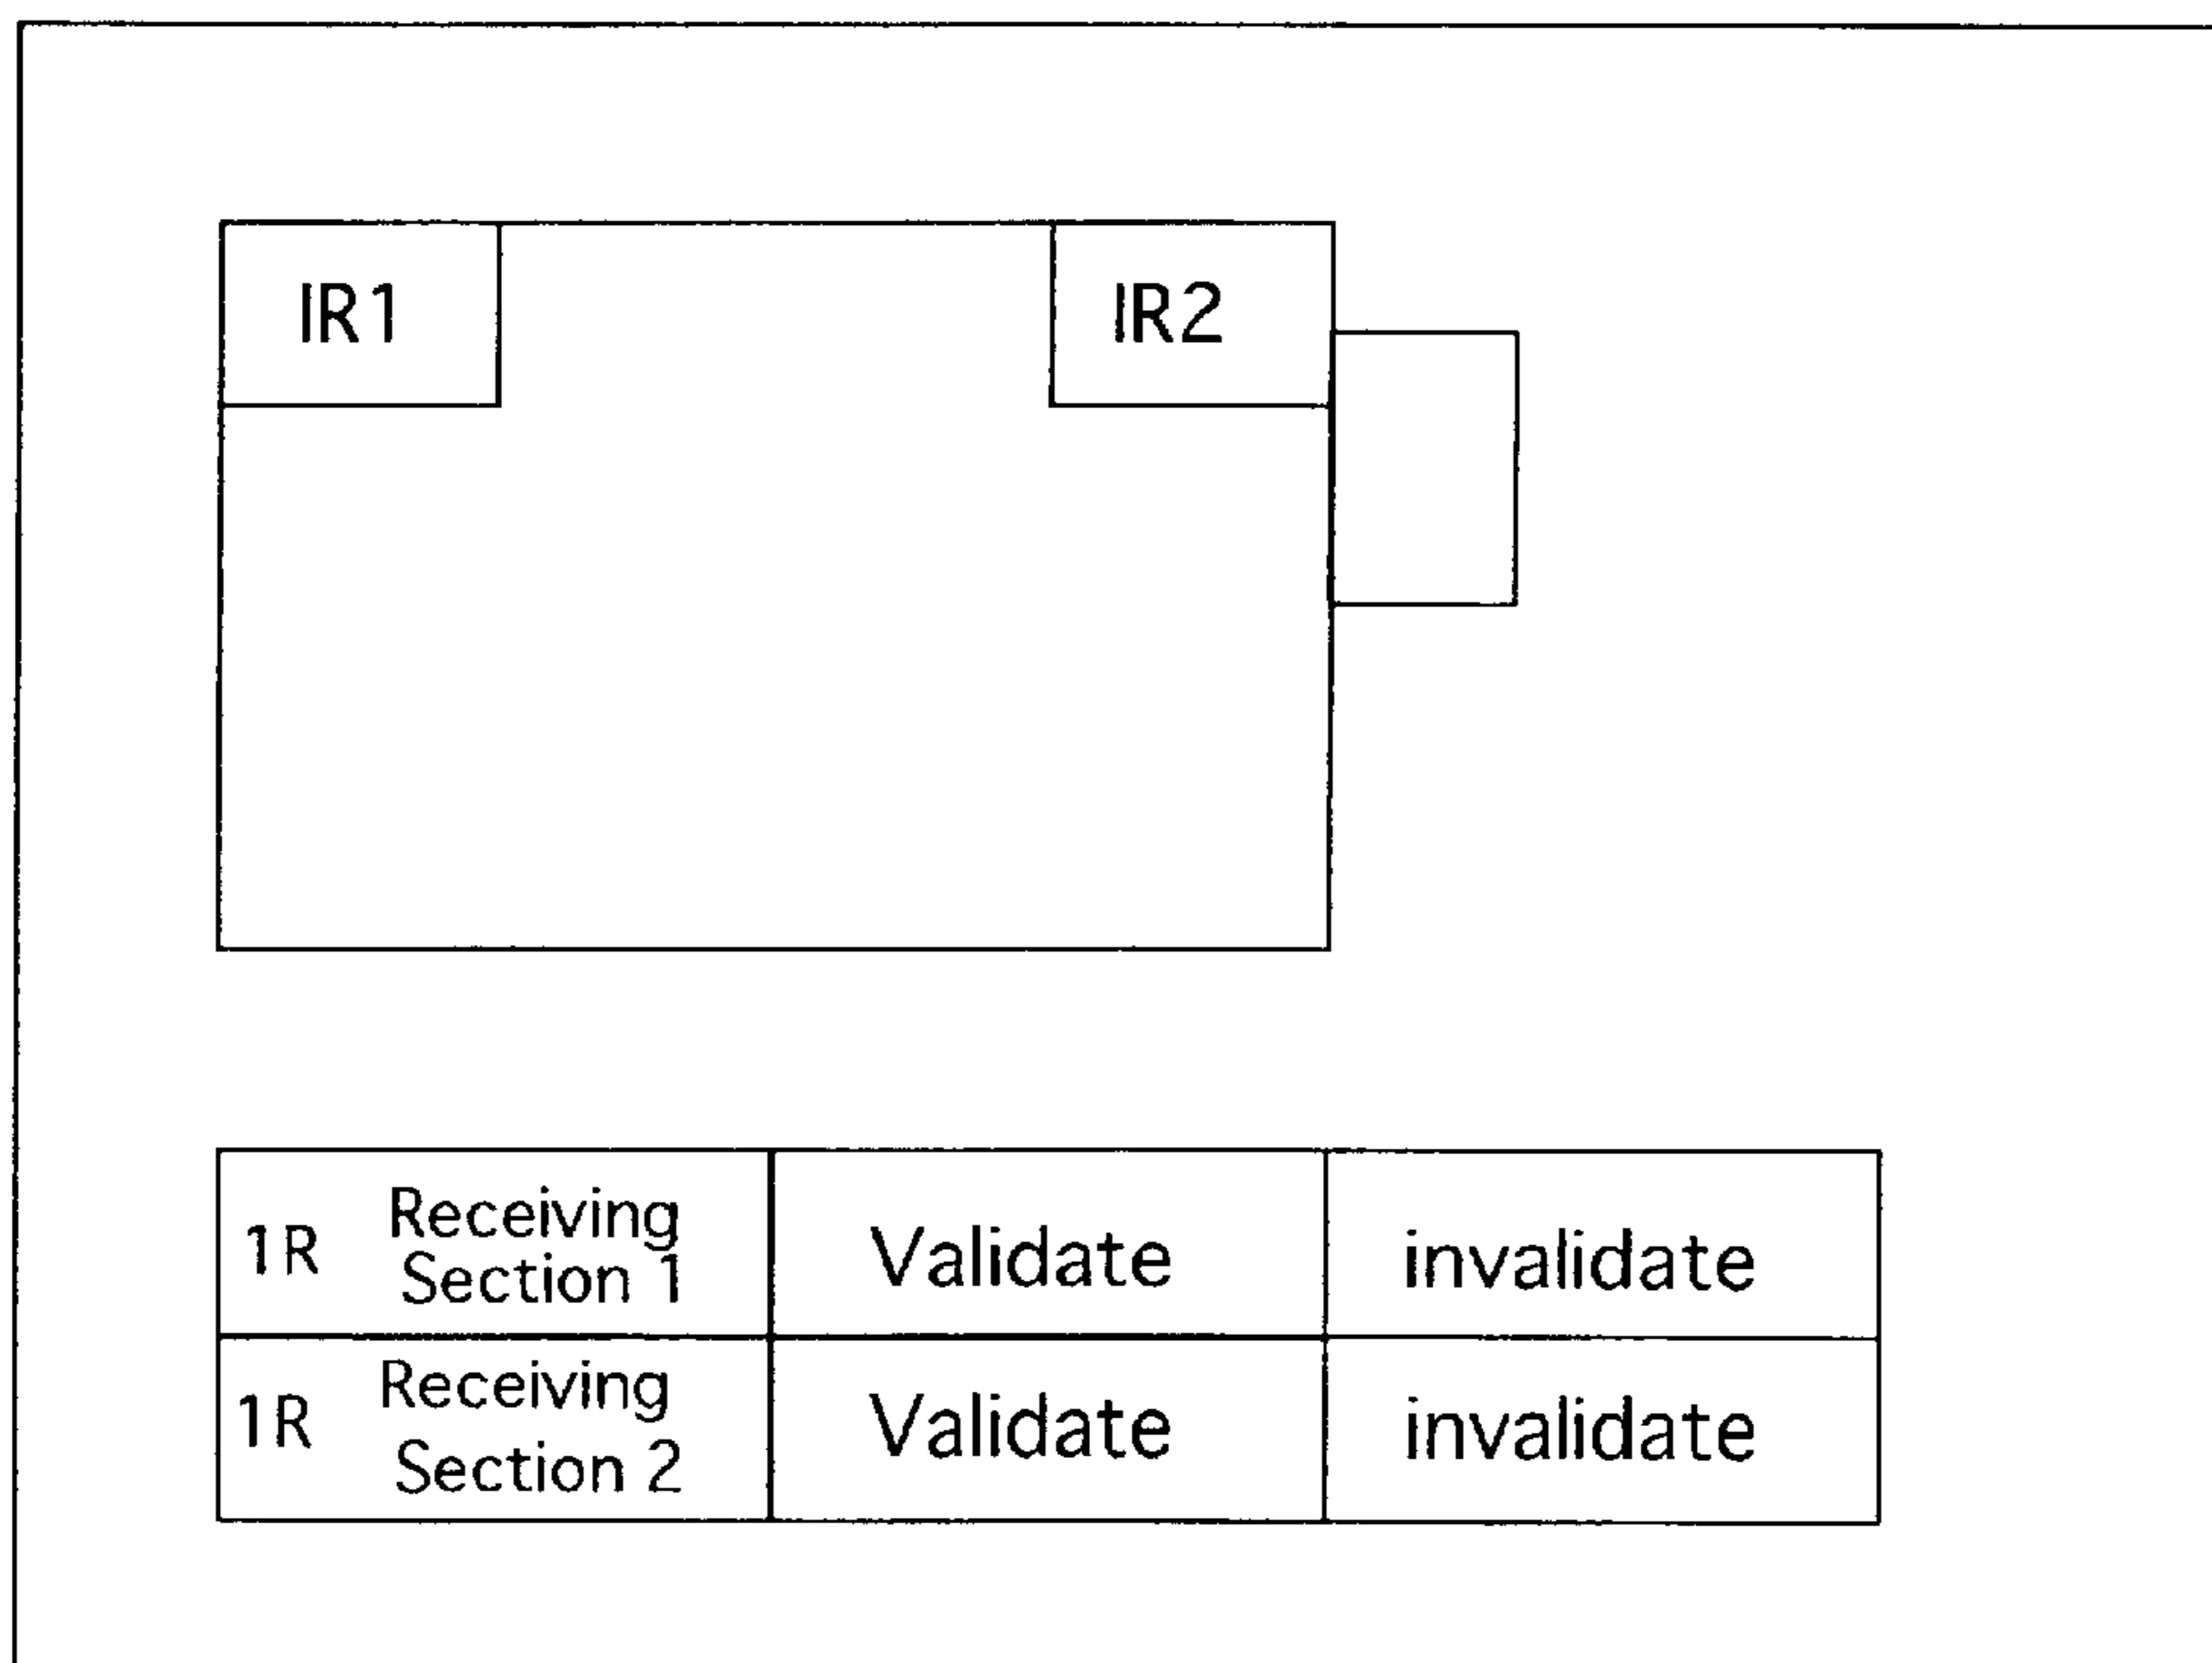 IR1 IR2
1R Receiving Section 1 Validate invalidate
1R Receiving Section 2 Validate invalidate